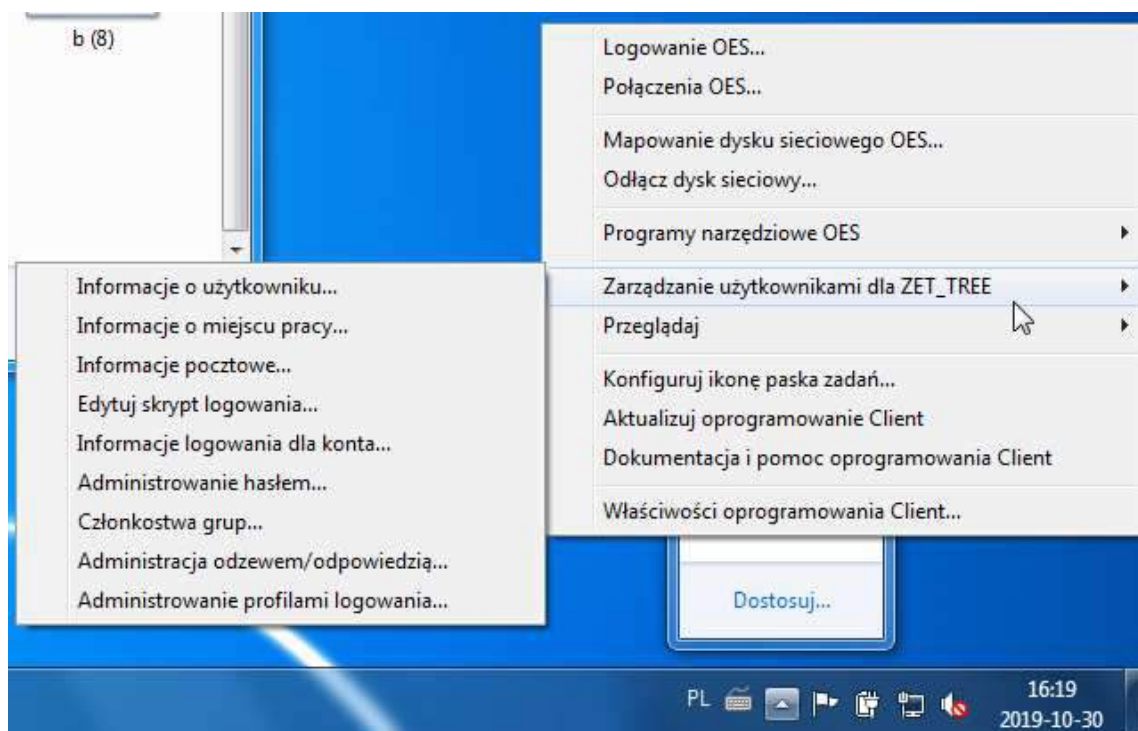 b (8)
Logowanie OES...
Połączenia OES...
Mapowanie dysku sieciowego OES...
Odłącz dysk sieciowy...
Programy narzędziowe OES
Zarządzanie użytkownikami dla ZET_TREE
Przeglądaj
Konfiguruj ikonę paska zadań...
Aktualizuj oprogramowanie Client
Dokumentacja i pomoc oprogramowania Client
Właściwości oprogramowania Client...
Informacje o użytkowniku...
Informacje o miejscu pracy...
Informacje pocztowe...
Edytuj skrypt logowania...
Informacje logowania dla konta...
Administrowanie hasłem...
Członkostwa grup...
Administracja odzewem/odpowiedzią...
Administrowanie profilami logowania...
Dostosuj...
PL
16:19
2019-10-30